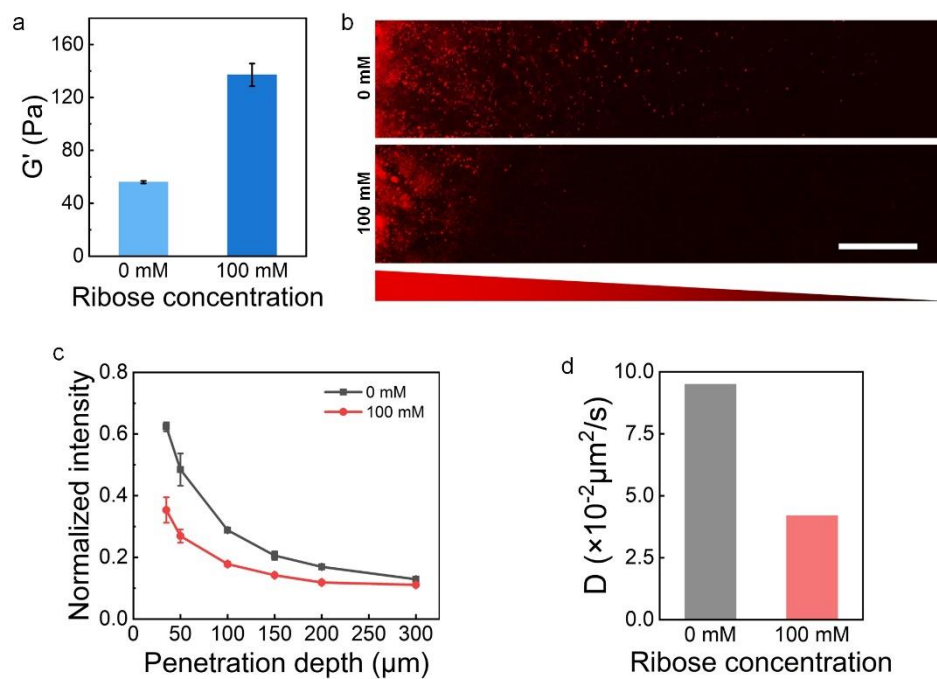 a
G' (Pa)
160
120
80
40
0
0 mM
100 mM
Ribose concentration
b
0 mM
100 mM
c
Normalized intensity
0.8
0.6
0.4
0.2
0.0
0 mM
100 mM
0 50 100 150 200 250 300
Penetration depth (µm)
d
D (×10⁻²µm²/s)
10.0
7.5
5.0
2.5
0.0
0 mM
100 mM
Ribose concentration